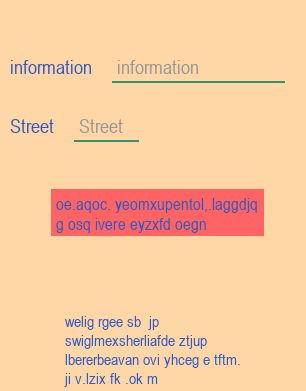 information information
Street Street
oe.aqoc. yeomxupentol,.laggdjq
g osq ivere eyzxfd oegn
welig rgee sb  jp
swiglmexsherliafde ztjup
lbererbeavan ovi yhceg e tftm.
ji v.lzix fk .ok m